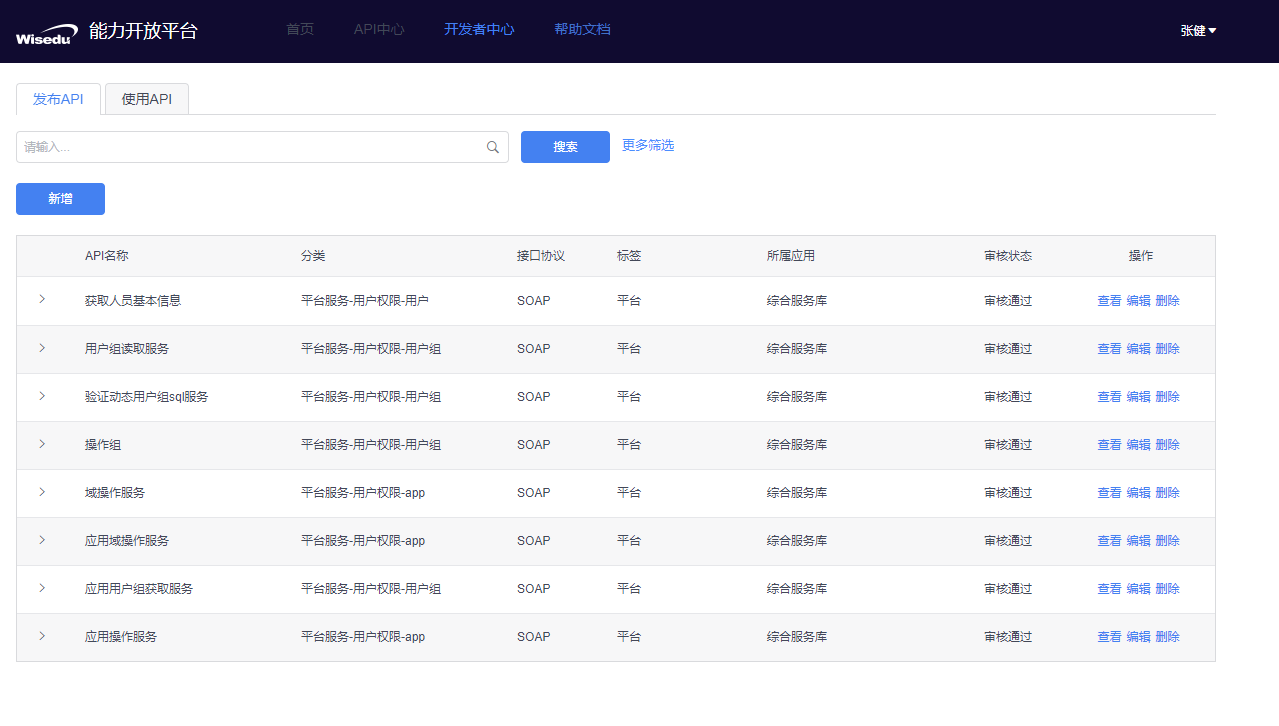 Wisedu 能力开放平台 首页 API中心 开发者中心 帮助文档 张健
发布API 使用API
请输入... 搜索 更多筛选
新增
API名称 分类 接口协议 标签 所属应用 审核状态 操作
获取人员基本信息 平台服务-用户权限-用户 SOAP 平台 综合服务库 审核通过 查看 编辑 删除
用户组读取服务 平台服务-用户权限-用户组 SOAP 平台 综合服务库 审核通过 查看 编辑 删除
验证动态用户组sql服务 平台服务-用户权限-用户组 SOAP 平台 综合服务库 审核通过 查看 编辑 删除
操作组 平台服务-用户权限-用户组 SOAP 平台 综合服务库 审核通过 查看 编辑 删除
域操作服务 平台服务-用户权限-app SOAP 平台 综合服务库 审核通过 查看 编辑 删除
应用域操作服务 平台服务-用户权限-app SOAP 平台 综合服务库 审核通过 查看 编辑 删除
应用用户组获取服务 平台服务-用户权限-用户组 SOAP 平台 综合服务库 审核通过 查看 编辑 删除
应用操作服务 平台服务-用户权限-app SOAP 平台 综合服务库 审核通过 查看 编辑 删除